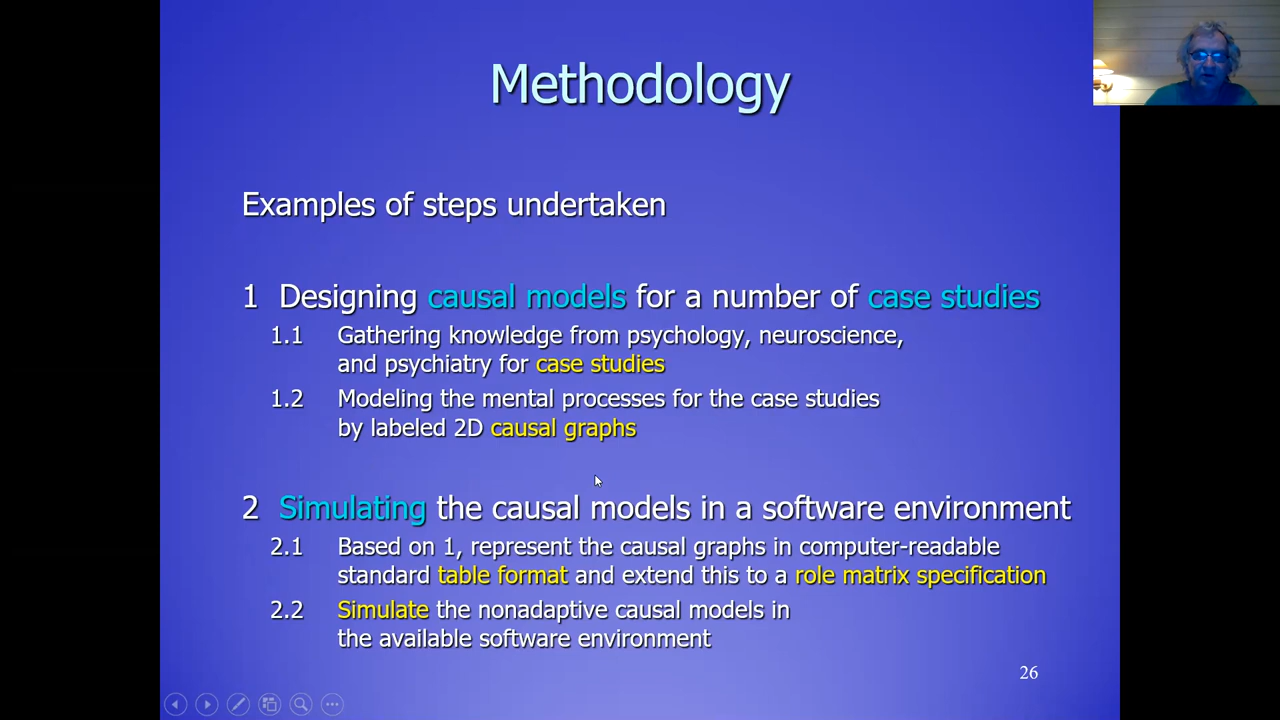 Methodology
Examples of steps undertaken
1 Designing causal models for a number of case studies
1.1 Gathering knowledge from psychology, neuroscience,
and psychiatry for case studies
1.2 Modeling the mental processes for the case studies
by labeled 2D causal graphs
2 Simulating the causal models in a software environment
2.1 Based on 1, represent the causal graphs in computer-readable
standard table format and extend this to a role matrix specification
2.2 Simulate the nonadaptive causal models in
the available software environment
26